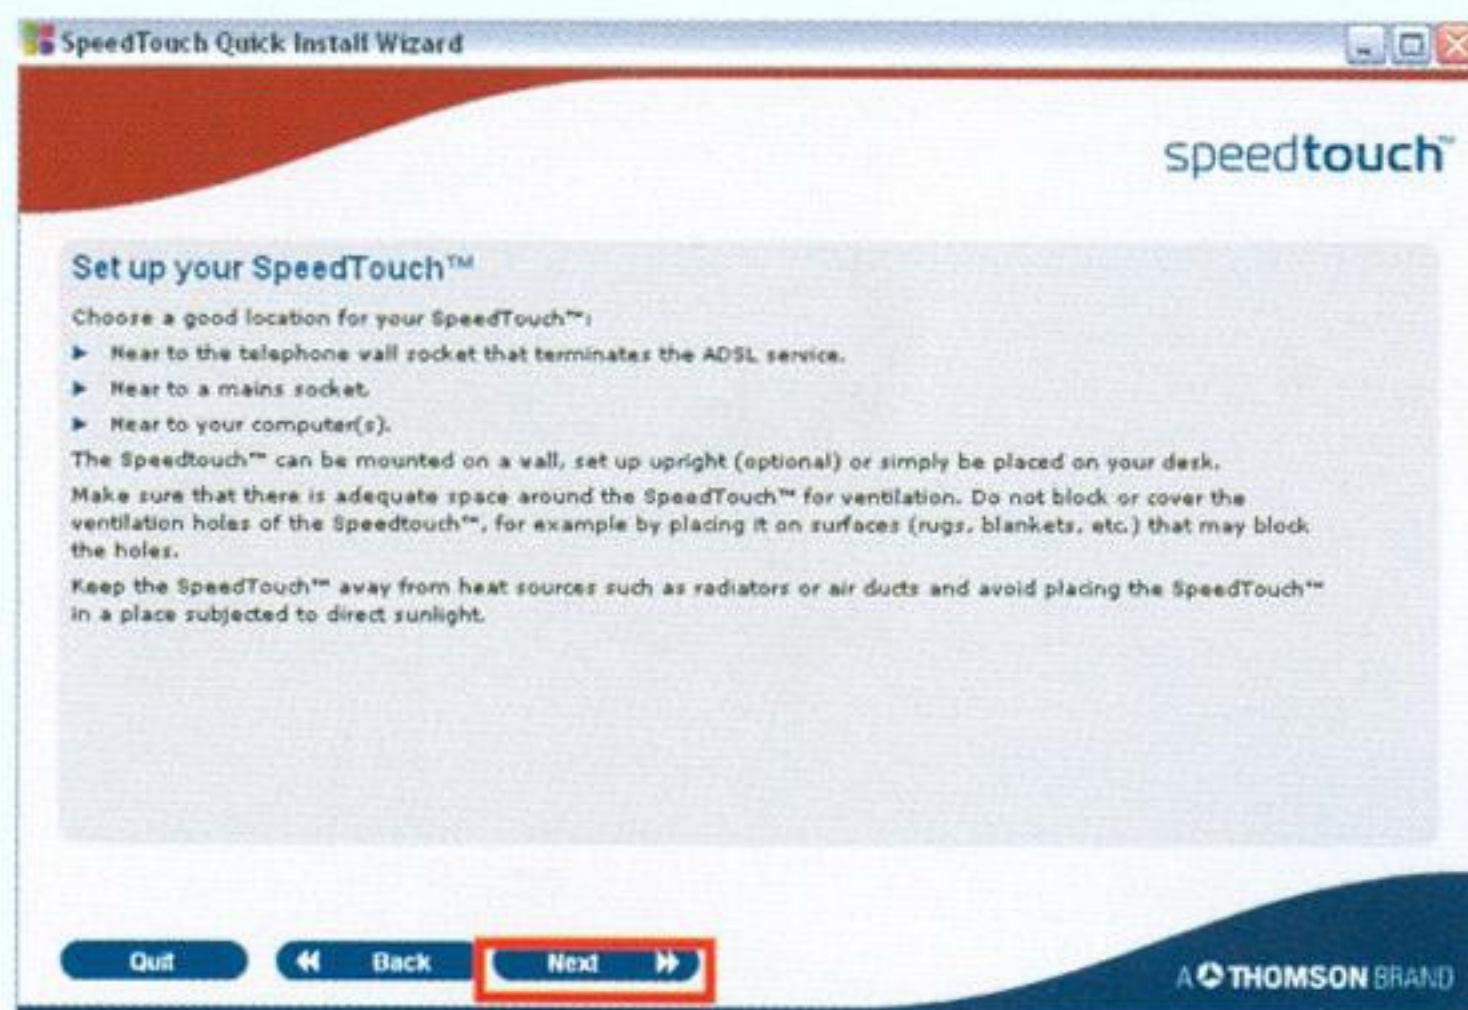 SpeedTouch Quick Install Wizard
speedtouch™
Set up your SpeedTouch™
Choose a good location for your SpeedTouch™:
Near to the telephone wall socket that terminates the ADSL service.
Near to a mains socket.
Near to your computer(s).
The Speedtouch™ can be mounted on a wall, set up upright (optional) or simply be placed on your desk.
Make sure that there is adequate space around the SpeedTouch™ for ventilation. Do not block or cover the
ventilation holes of the Speedtouch™, for example by placing it on surfaces (rugs, blankets, etc.) that may block
the holes.
Keep the SpeedTouch™ away from heat sources such as radiators or air ducts and avoid placing the SpeedTouch™
in a place subjected to direct sunlight.
Quit Back Next
A THOMSON BRAND